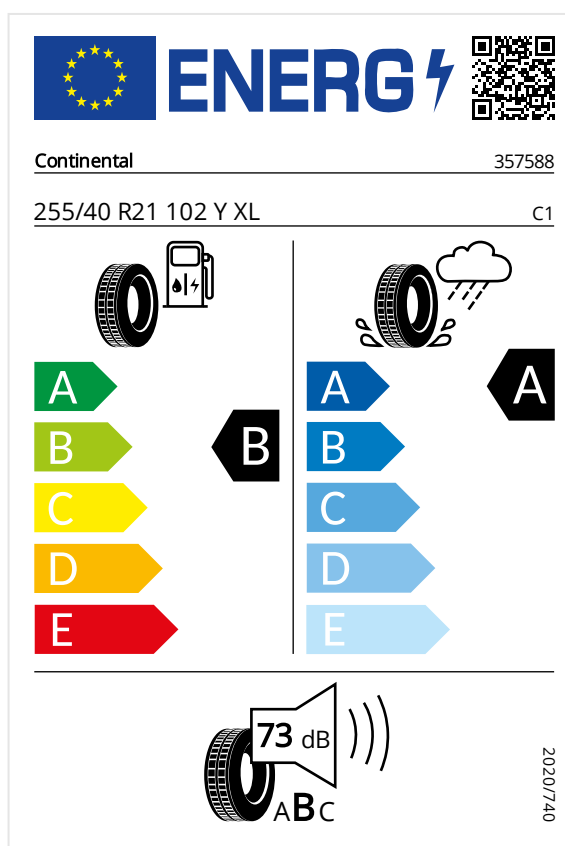 ENERG
Continental 357588
255/40 R21 102 Y XL C1
A A A
B B B
C C
D D
E E
73 dB
ABC
2020/740